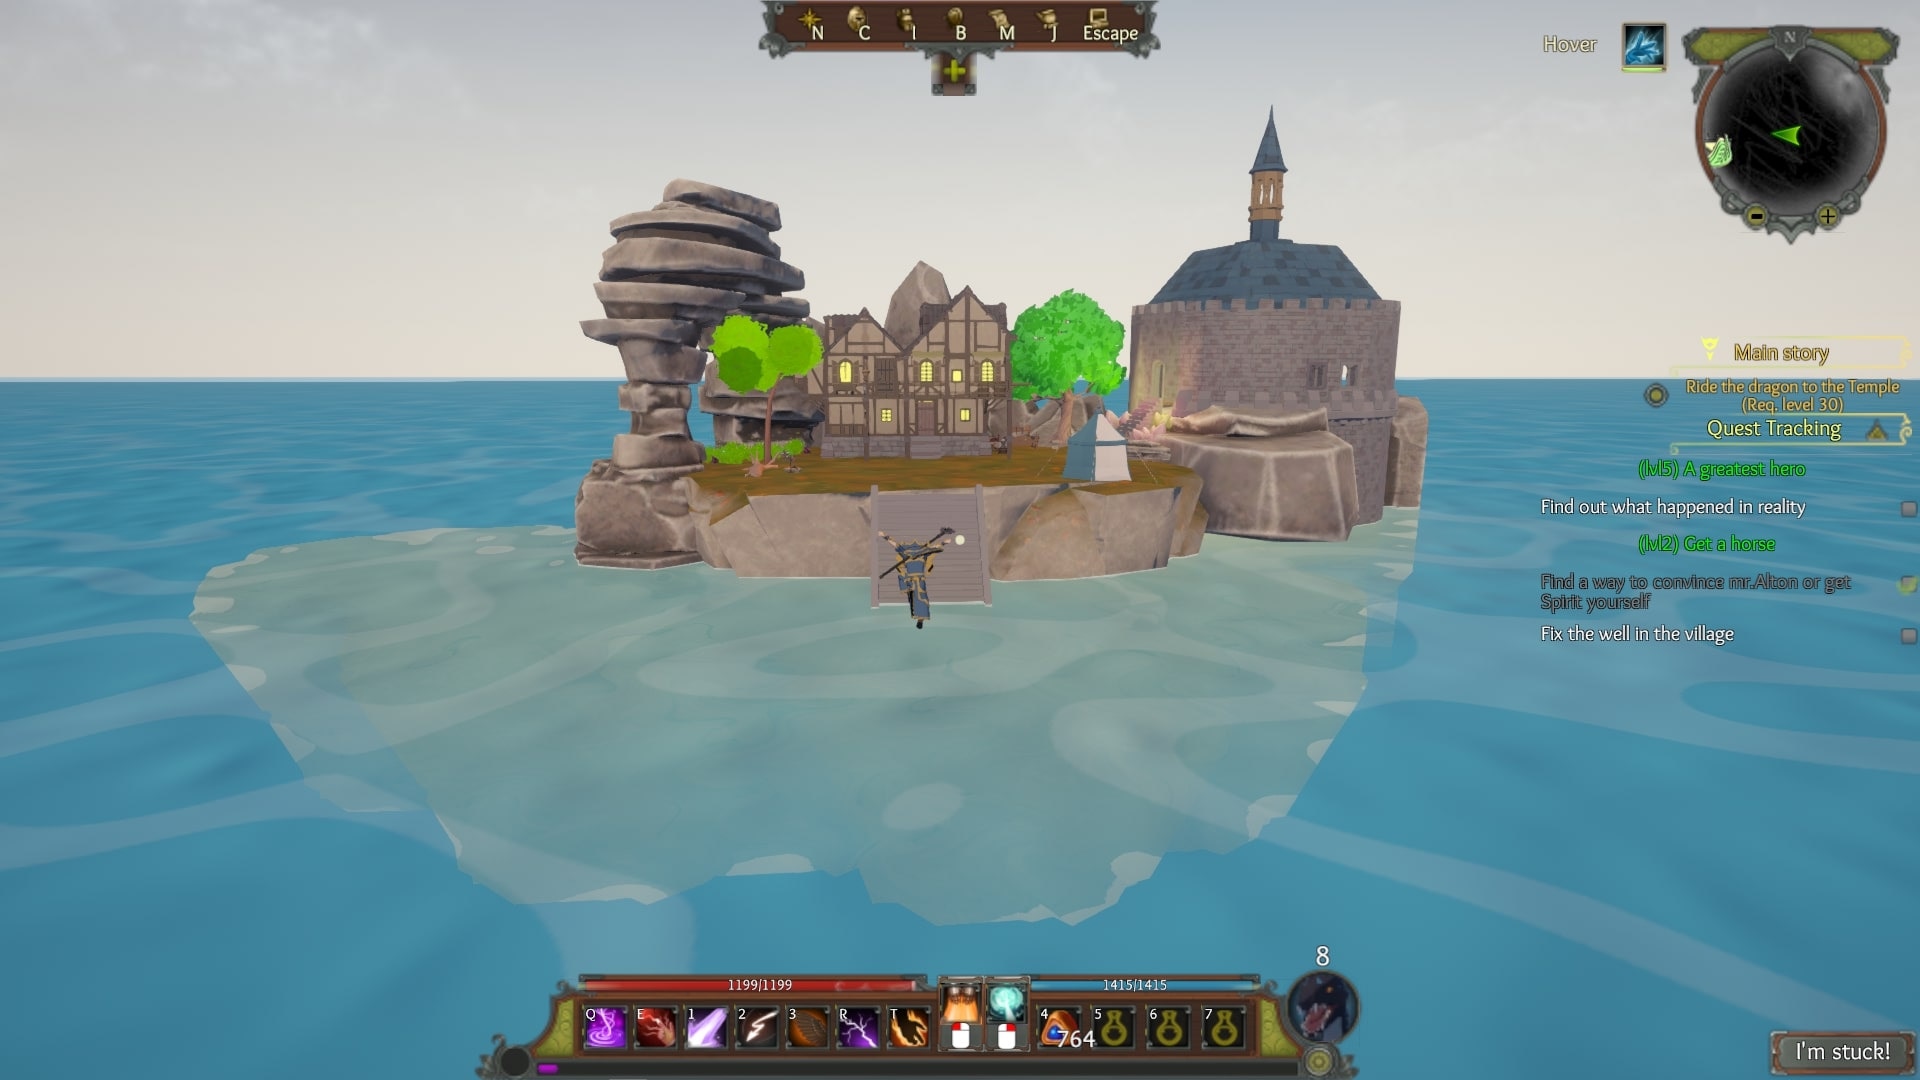 N C I B M J Escape
Hover
N
Main story
Ride the dragon to the Temple
(Req. level 30)
Quest Tracking
(lvl5) A greatest hero
Find out what happened in reality
(lvl2) Get a horse
Find a way to convince mr.Alton or get
Spirit yourself
Fix the well in the village
8
1199/1199
1415/1415
Q E 1 2 3 R T 4 5 6 7
764
I'm stuck!